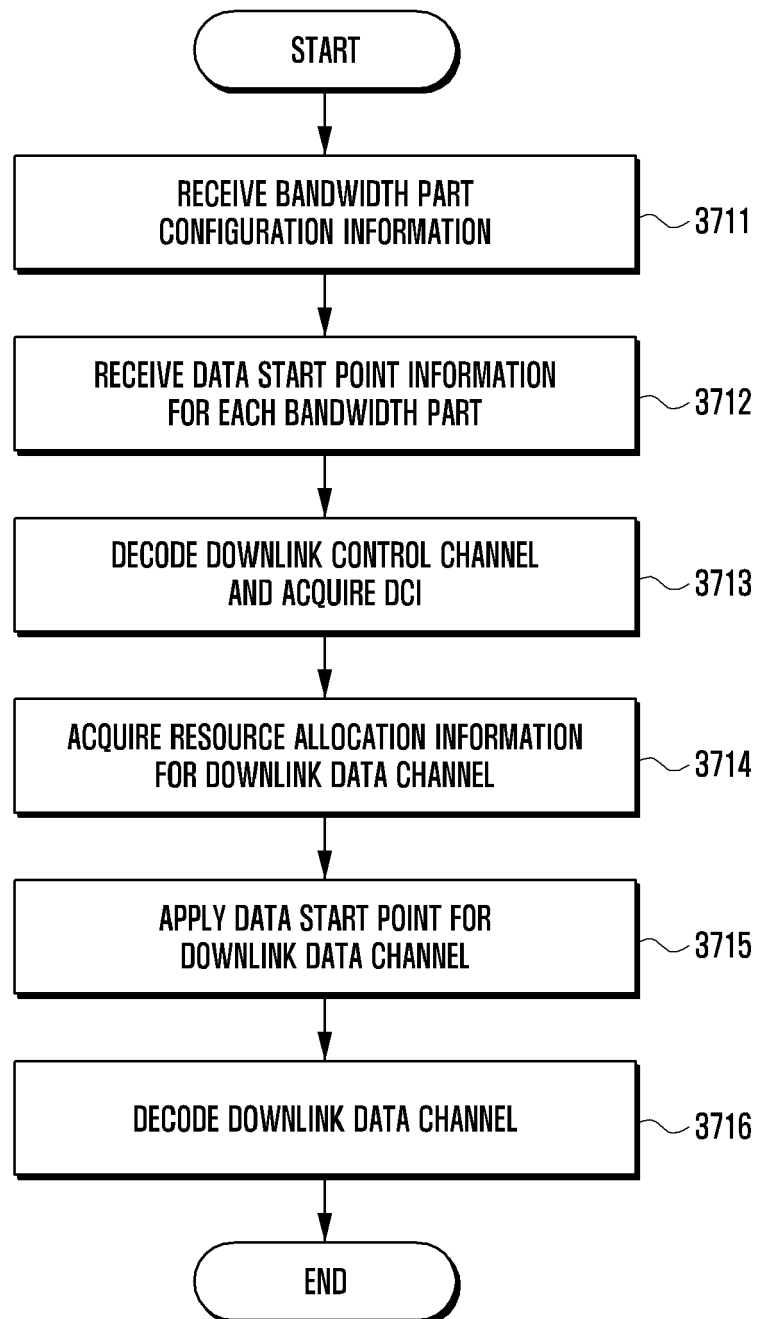 START
RECEIVE BANDWIDTH PART
CONFIGURATION INFORMATION
3711
RECEIVE DATA START POINT INFORMATION
FOR EACH BANDWIDTH PART
3712
DECODE DOWNLINK CONTROL CHANNEL
AND ACQUIRE DCI
3713
ACQUIRE RESOURCE ALLOCATION INFORMATION
FOR DOWNLINK DATA CHANNEL
3714
APPLY DATA START POINT FOR
DOWNLINK DATA CHANNEL
3715
DECODE DOWNLINK DATA CHANNEL
3716
END